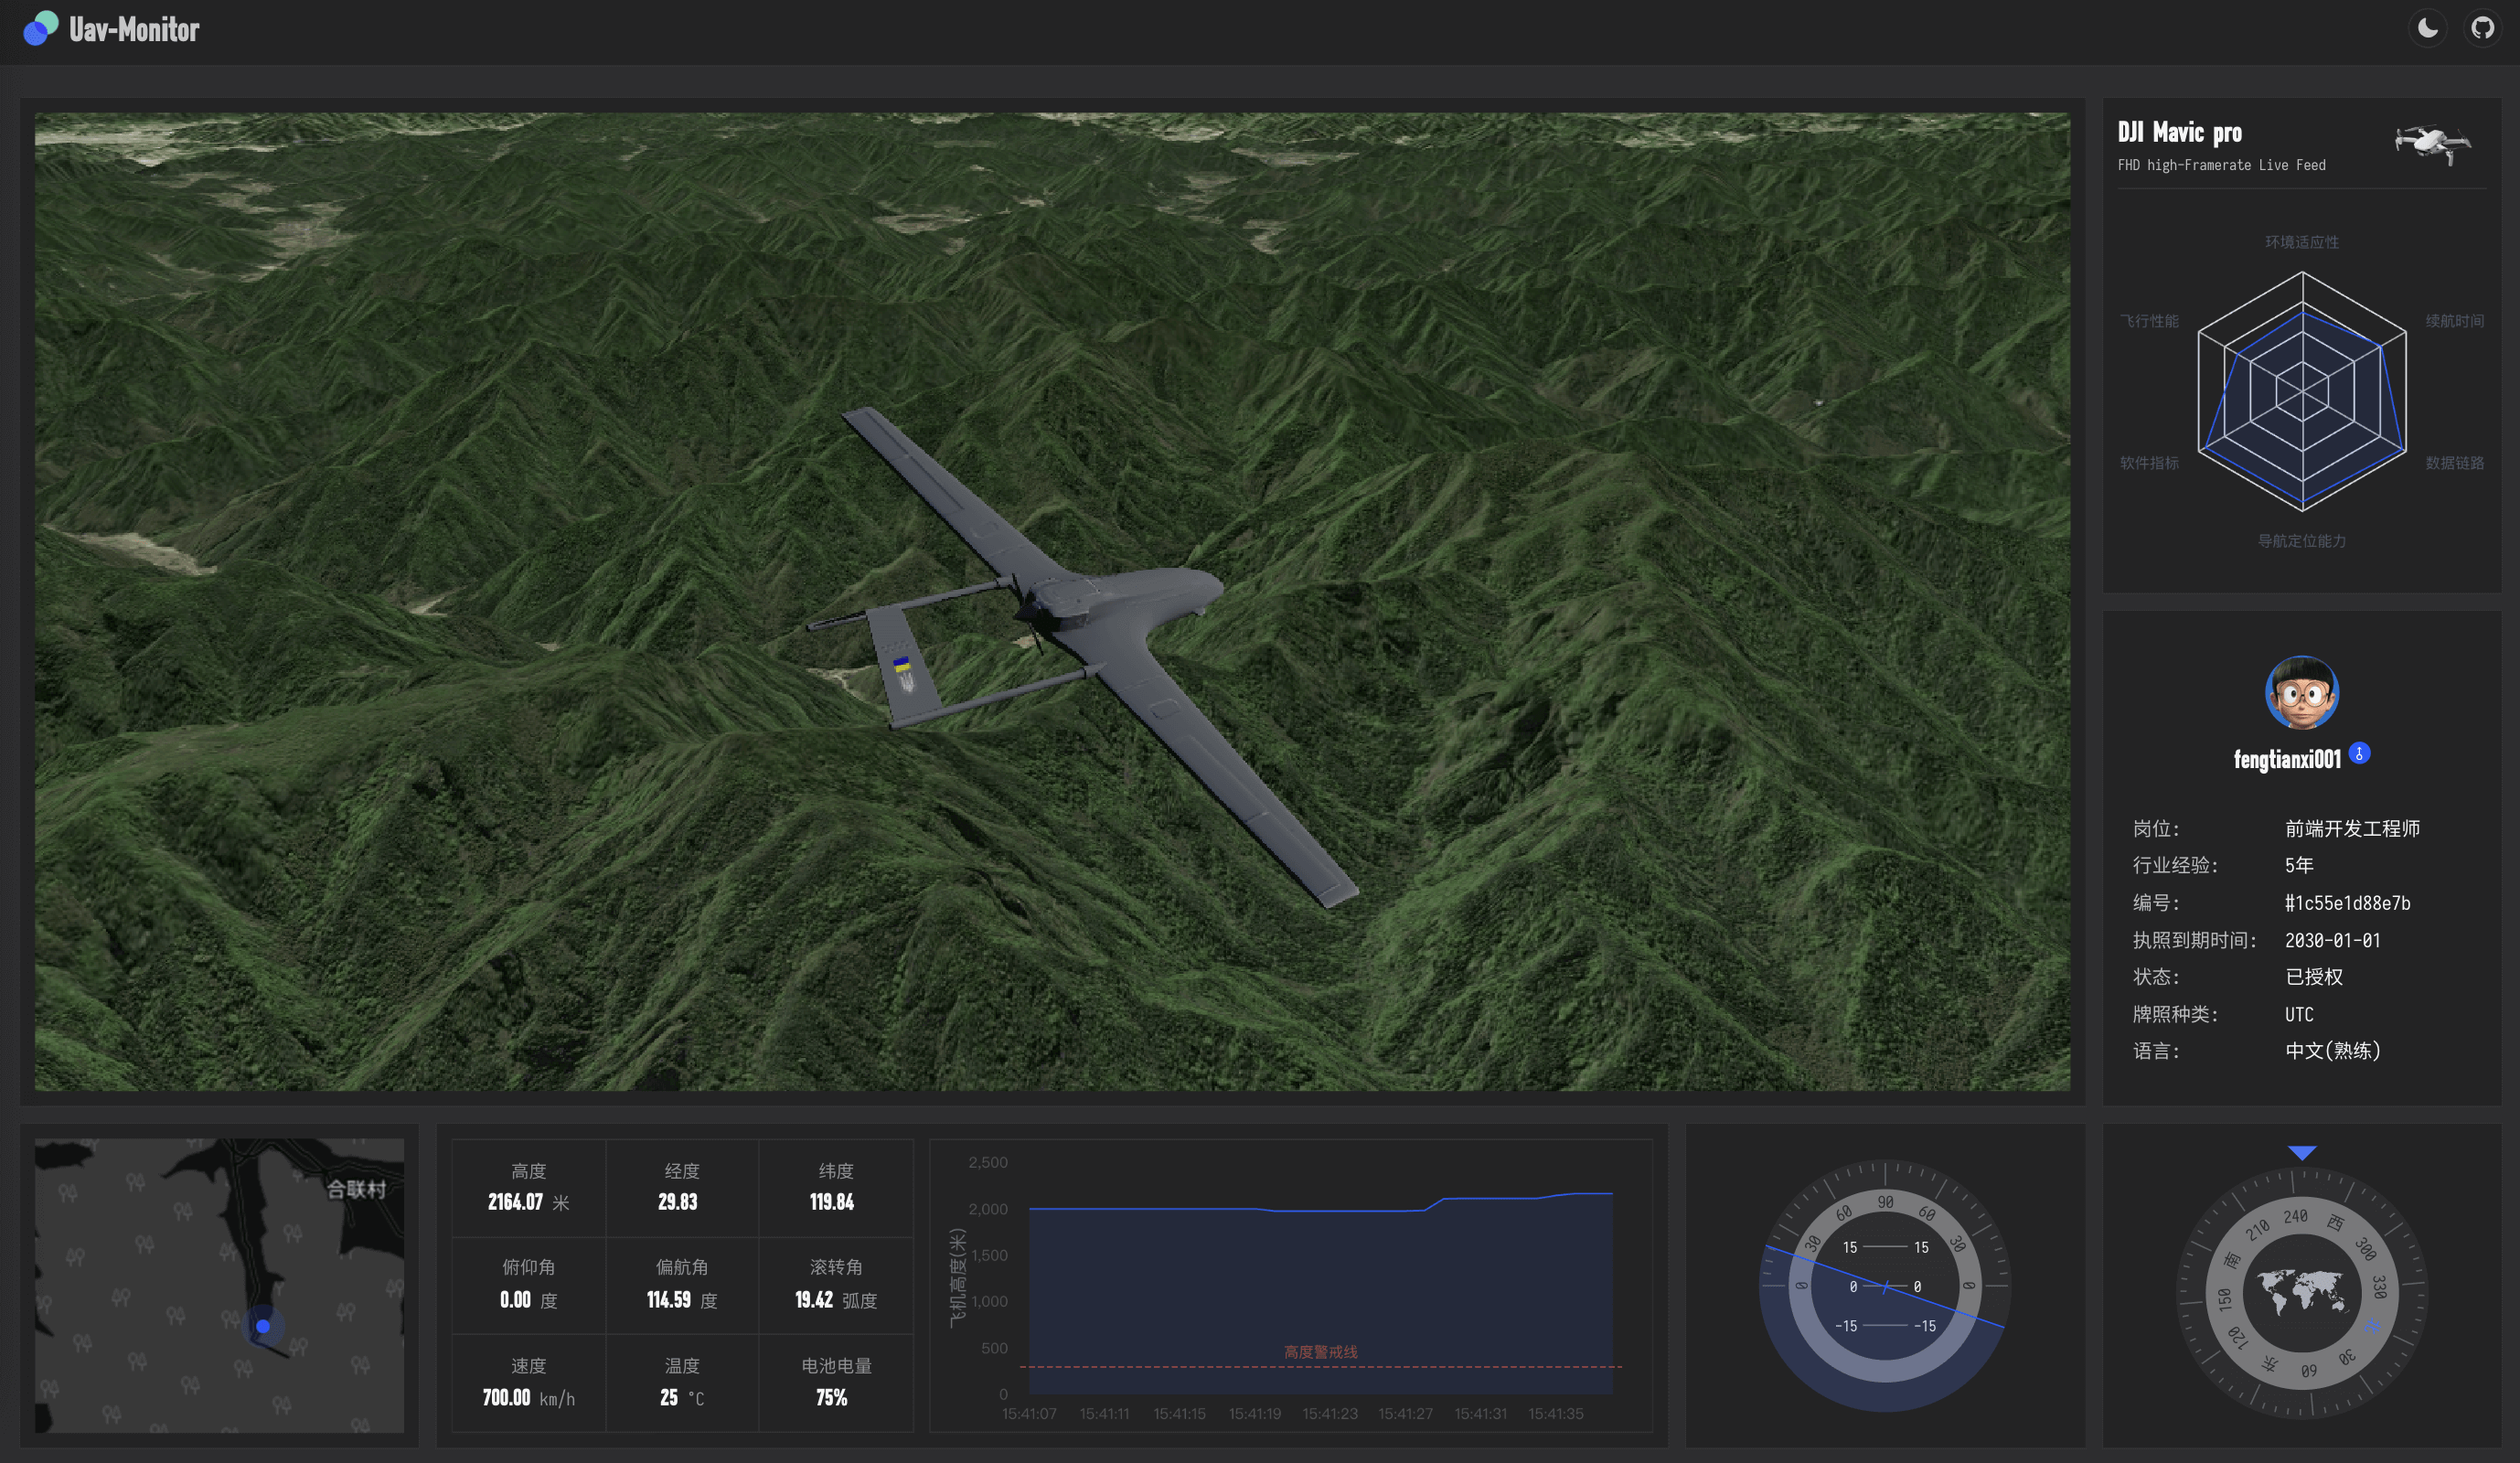 Uav-Monitor
DJI Mavic pro
FHD high-Framerate Live Feed
环境适应性
飞行性能
续航时间
软件指标
数据链路
导航定位能力
fengtianxi001
岗位: 前端开发工程师
行业经验: 5年
编号: #1c55e1d88e7b
执照到期时间: 2030-01-01
状态: 已授权
牌照种类: UTC
语言: 中文(熟练)
合联村
高度 经度 纬度
2164.07 米 29.83 119.84
俯仰角 偏航角 滚转角
0.00 度 114.59 度 19.42 弧度
速度 温度 电池电量
700.00 km/h 25 °C 75%
飞机高度(米)
2,500
2,000
1,500
1,000
500
0
高度警戒线
15:41:07 15:41:11 15:41:15 15:41:19 15:41:23 15:41:27 15:41:31 15:41:35
0 30 60 90 60 30 0
15 15
0 0
-15 -15
240 西 300 330 北 30 60 东 120 150 南 210